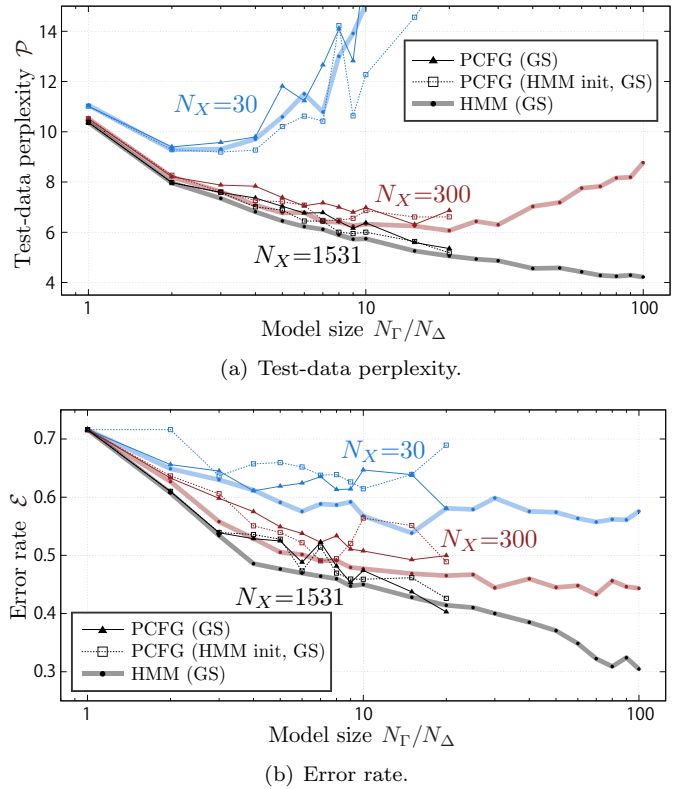 14
12
10
8
6
4
Test-data perplexity 𝒫
N_X=30
N_X=300
N_X=1531
PCFG (GS)
PCFG (HMM init, GS)
HMM (GS)
1
10
100
Model size N_Γ/N_Δ
(a) Test-data perplexity.
0.7
0.6
0.5
0.4
0.3
Error rate ℰ
N_X=30
N_X=300
N_X=1531
PCFG (GS)
PCFG (HMM init, GS)
HMM (GS)
1
10
100
Model size N_Γ/N_Δ
(b) Error rate.